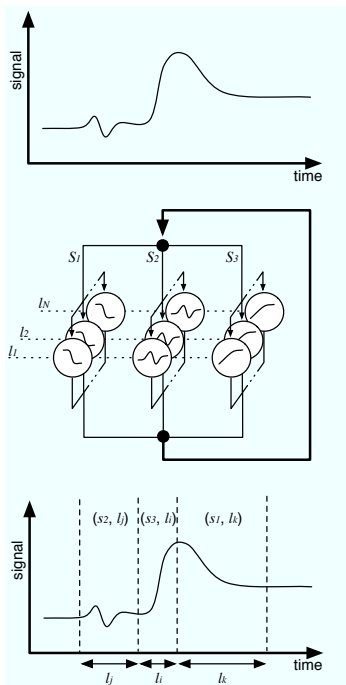 signal
time
S1 S2 S3
lN
l2
l1
signal
(s2, lj) (s3, li) (s1, lk)
time
lj li lk